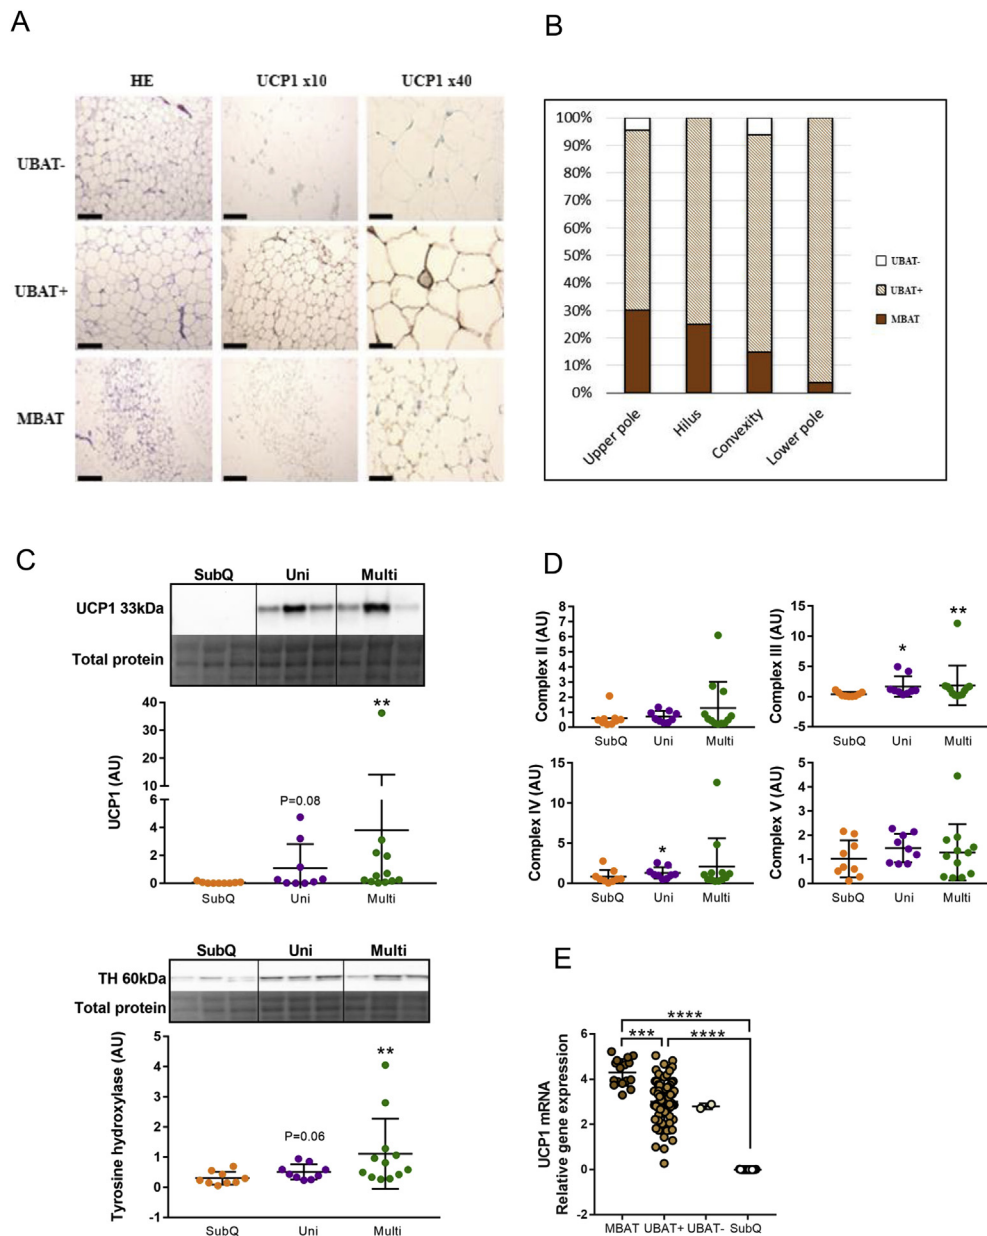 A
HE UCP1 x10 UCP1 x40
UBAT-
UBAT+
MBAT
B
100%
90%
80%
70%
60%
50%
40%
30%
20%
10%
0%
Upper pole Hilus Convexity Lower pole
UBAT-
UBAT+
MBAT
C
SubQ Uni Multi
UCP1 33kDa
Total protein
UCP1 (AU)
40
30
20
10
6
4
2
0
P=0.08
**
SubQ Uni Multi
SubQ Uni Multi
TH 60kDa
Total protein
Tyrosine hydroxylase (AU)
5
4
3
2
1
0
-1
P=0.06
**
SubQ Uni Multi
D
Complex II (AU)
8
7
6
5
4
3
2
1
0
SubQ Uni Multi
Complex III (AU)
15
10
5
0
-5
*
**
SubQ Uni Multi
Complex IV (AU)
15
10
5
0
*
SubQ Uni Multi
Complex V (AU)
5
4
3
2
1
0
SubQ Uni Multi
E
UCP1 mRNA
Relative gene expression
6
4
2
0
-2
****
*** ****
MBAT UBAT+ UBAT- SubQ